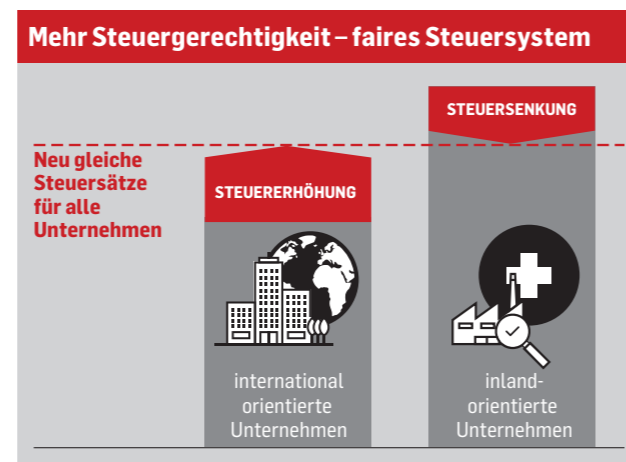 Mehr Steuergerechtigkeit – faires Steuersystem
STEUERSENKUNG
Neu gleiche
Steuersätze
für alle
Unternehmen
STEUERERHÖHUNG
international
orientierte
Unternehmen
inland-
orientierte
Unternehmen